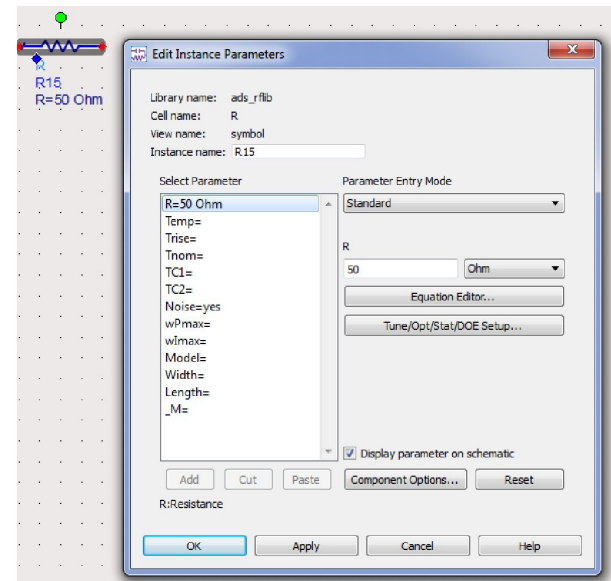 R
R15
R=50 Ohm
Edit Instance Parameters
Library name: ads_rflib
Cell name: R
View name: symbol
Instance name: R15
Select Parameter
R=50 Ohm
Temp=
Trise=
Tnom=
TC1=
TC2=
Noise=yes
wPmax=
wImax=
Model=
Width=
Length=
_M=
Add Cut Paste
R:Resistance
Parameter Entry Mode
Standard
R
50 Ohm
Equation Editor...
Tune/Opt/Stat/DOE Setup...
Display parameter on schematic
Component Options... Reset
OK Apply Cancel Help